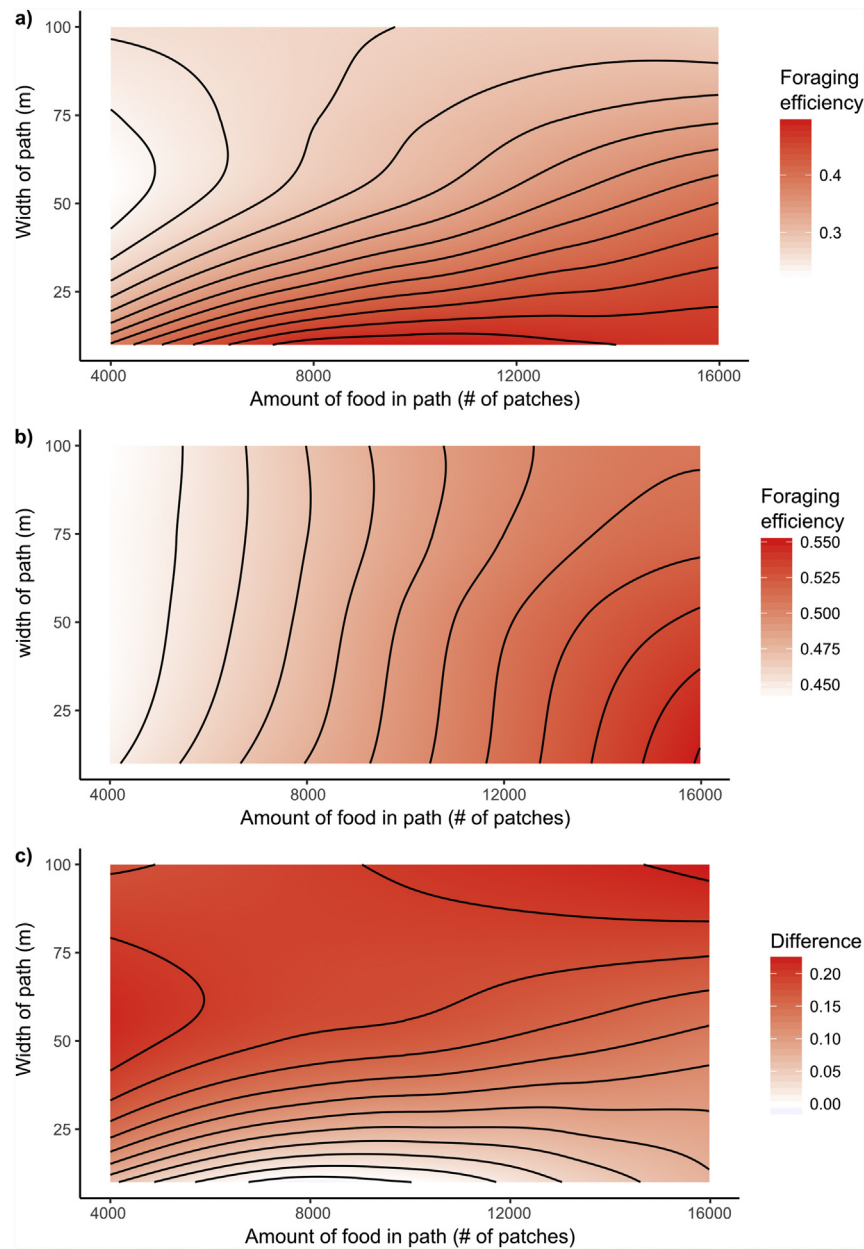 a)
100
75
50
25
Width of path (m)
4000 8000 12000 16000
Amount of food in path (# of patches)
Foraging
efficiency
0.4
0.3
b)
100
75
50
25
width of path (m)
4000 8000 12000 16000
Amount of food in path (# of patches)
Foraging
efficiency
0.550
0.525
0.500
0.475
0.450
c)
100
75
50
25
Width of path (m)
4000 8000 12000 16000
Amount of food in path (# of patches)
Difference
0.20
0.15
0.10
0.05
0.00